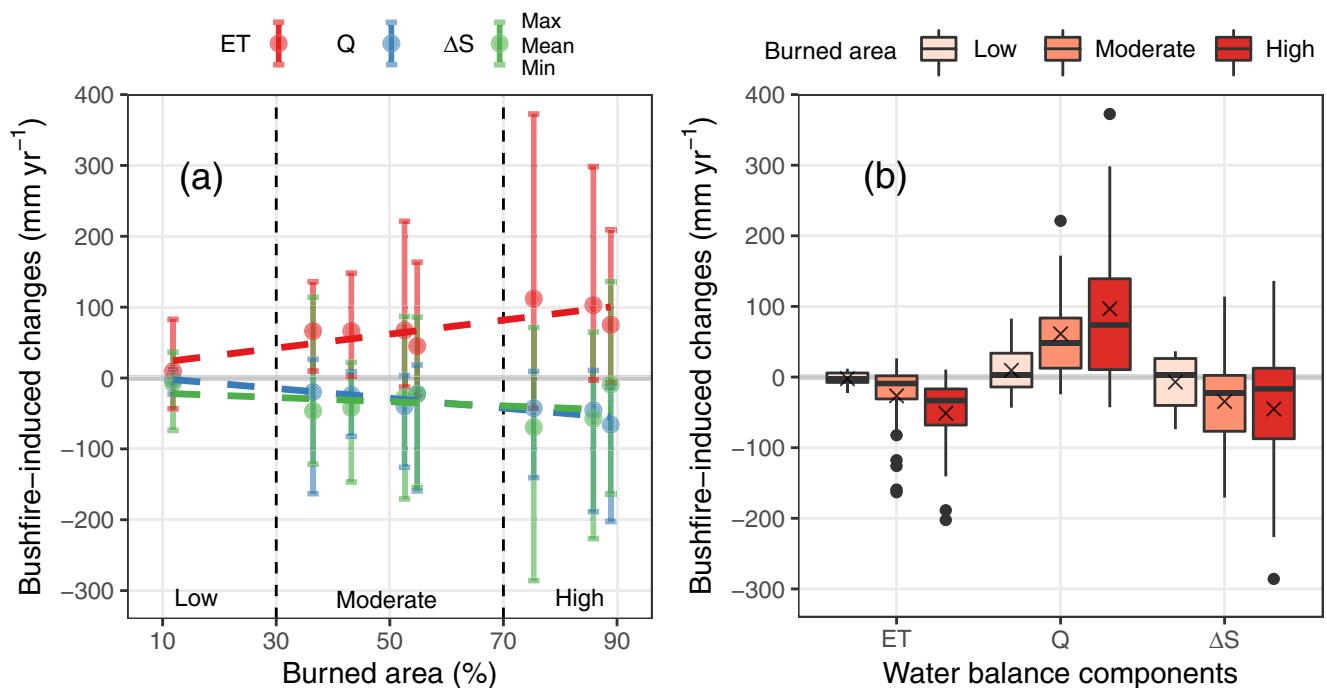 ET Q ΔS Max
Mean
Min
(a)
Bushfire−induced changes (mm yr−1)
400
300
200
100
0
−100
−200
−300
Low Moderate High
10 30 50 70 90
Burned area (%)
Burned area Low Moderate High
(b)
Bushfire−induced changes (mm yr−1)
400
300
200
100
0
−100
−200
−300
ET Q ΔS
Water balance components